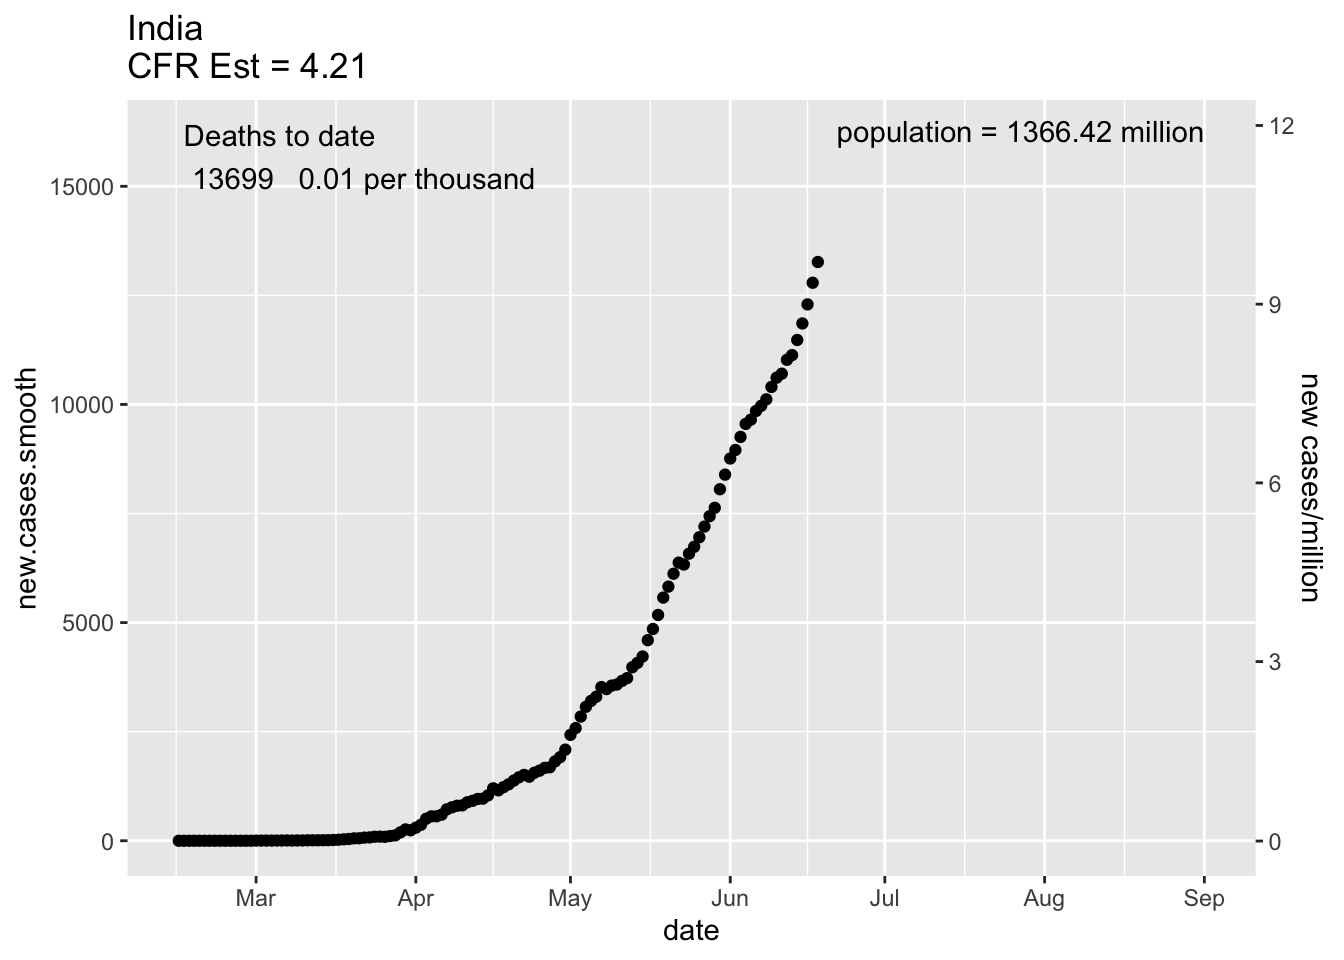 India
CFR Est = 4.21
Deaths to date
13699 0.01 per thousand
population = 1366.42 million
new.cases.smooth
15000
10000
5000
0
12
9
6
3
0
new cases/million
Mar Apr May Jun Jul Aug Sep
date